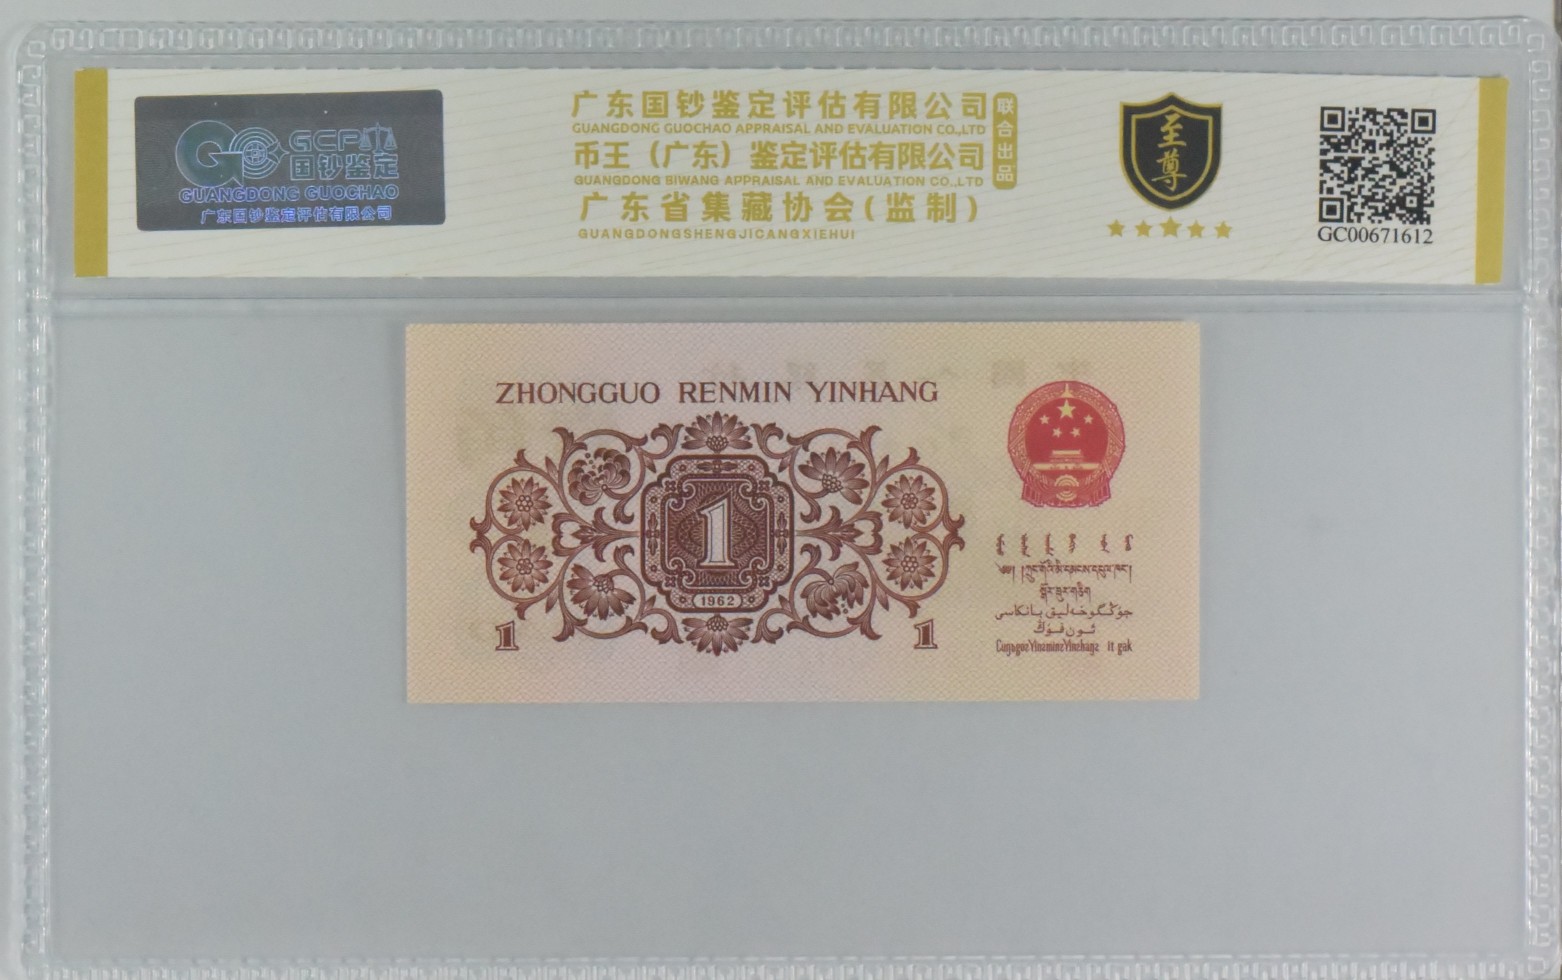 GCP
国钞鉴定
GUANGDONG GUOCHAO
广东国钞鉴定评估有限公司
广东国钞鉴定评估有限公司
GUANGDONG GUOCHAO APPRAISAL AND EVALUATION CO.,LTD
币王（广东）鉴定评估有限公司
GUANGDONG BIWANG APPRAISAL AND EVALUATION CO.,LTD
广东省集藏协会(监制)
GUANGDONGSHENGJICANGXIEHUI
联合出品
至尊
GC00671612
ZHONGGUO RENMIN YINHANG
1
1962
1
1
جۇڭگوخەلىق بانكاسى
ئون فۇڭ